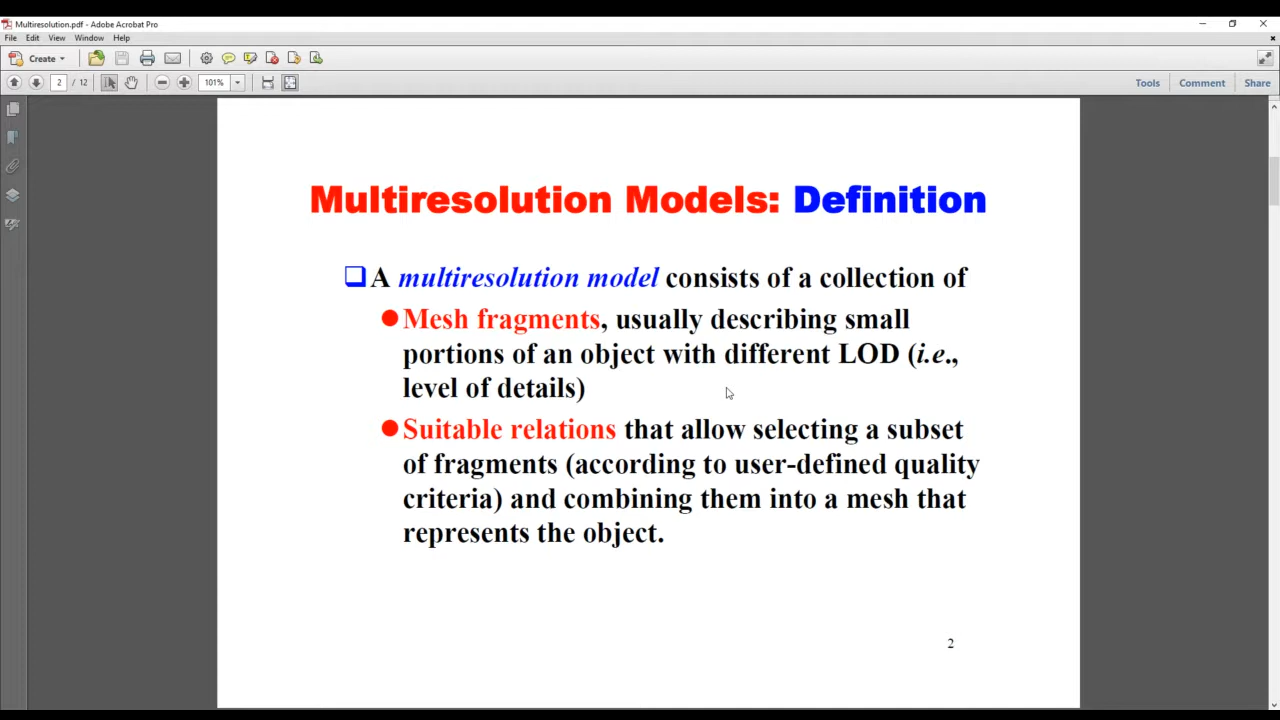 Multiresolution.pdf - Adobe Acrobat Pro
File Edit View Window Help
Create
2 / 12 101% Tools Comment Share
Multiresolution Models: Definition
A multiresolution model consists of a collection of
Mesh fragments, usually describing small
portions of an object with different LOD (i.e.,
level of details)
Suitable relations that allow selecting a subset
of fragments (according to user-defined quality
criteria) and combining them into a mesh that
represents the object.
2